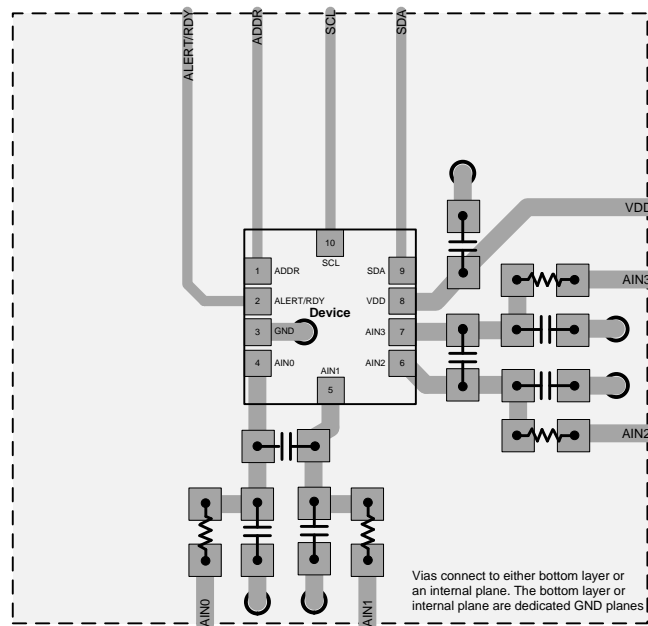 ALERT/RDY
ADDR
SCL
SDA
VDD
10
SCL
1
ADDR
SDA
9
2
ALERT/RDY
VDD
8
Device
3
GND
AIN3
7
4
AIN0
AIN2
6
AIN1
5
AIN3
AIN2
AIN0
AIN1
Vias connect to either bottom layer or
an internal plane. The bottom layer or
internal plane are dedicated GND planes